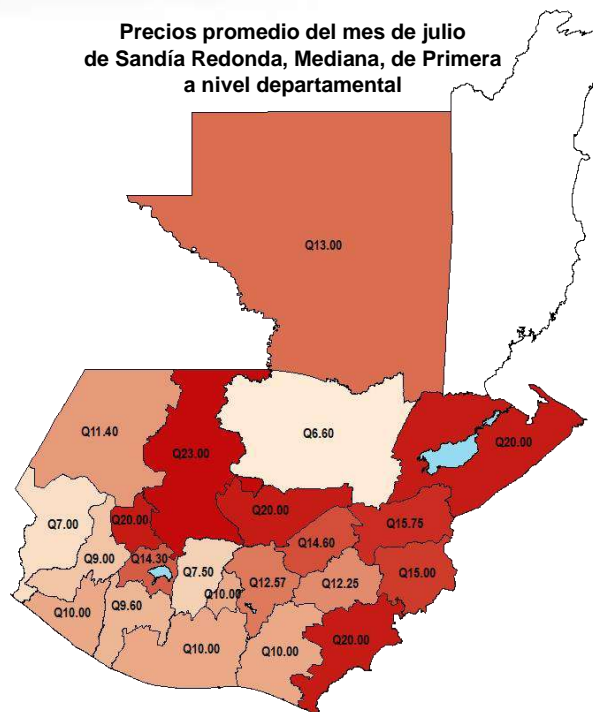 Precios promedio del mes de julio
de Sandía Redonda, Mediana, de Primera
a nivel departamental
Q13.00
Q11.40
Q23.00
Q6.60
Q20.00
Q7.00
Q20.00
Q20.00
Q15.75
Q9.00
Q14.30
Q7.50
Q14.60
Q15.00
Q10.00
Q9.60
Q10.00
Q12.57
Q12.25
Q10.00
Q10.00
Q20.00